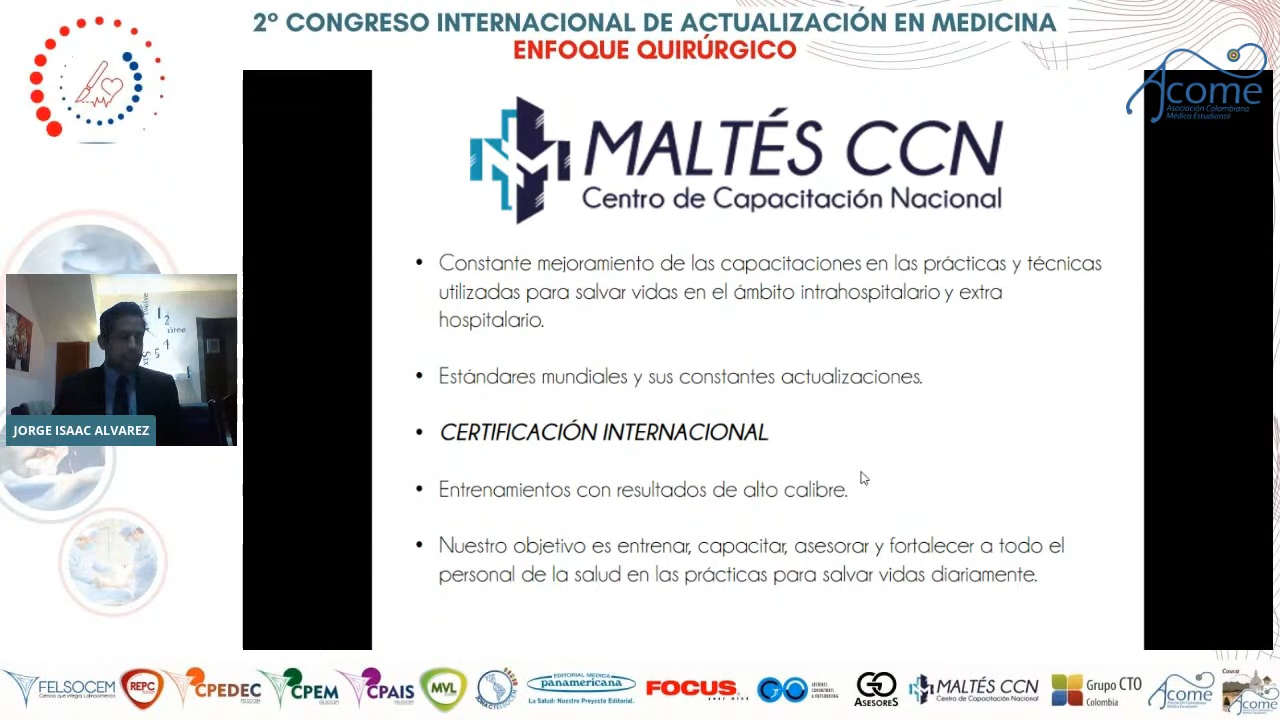 2° CONGRESO INTERNACIONAL DE ACTUALIZACIÓN EN MEDICINA
ENFOQUE QUIRÚRGICO
Acome
Asociación Colombiana
Médica Estudiantil
MALTÉS CCN
Centro de Capacitación Nacional
• Constante mejoramiento de las capacitaciones en las prácticas y técnicas
utilizadas para salvar vidas en el ámbito intrahospitalario y extra
hospitalario.
• Estándares mundiales y sus constantes actualizaciones.
• CERTIFICACIÓN INTERNACIONAL
• Entrenamientos con resultados de alto calibre.
• Nuestro objetivo es entrenar, capacitar, asesorar y fortalecer a todo el
personal de la salud en las prácticas para salvar vidas diariamente.
JORGE ISAAC ALVAREZ
FELSOCEM
REPC
CPEDEC
CPEM
CPAIS
MVL
EDITORIAL MÉDICA
panamericana
La Salud: Nuestro Proyecto Editorial.
FOCUS
GO
GO
ASESORES
MALTÉS CCN
Centro de Capacitación Nacional
Grupo CTO
Colombia
Acome
Cauca
Acome